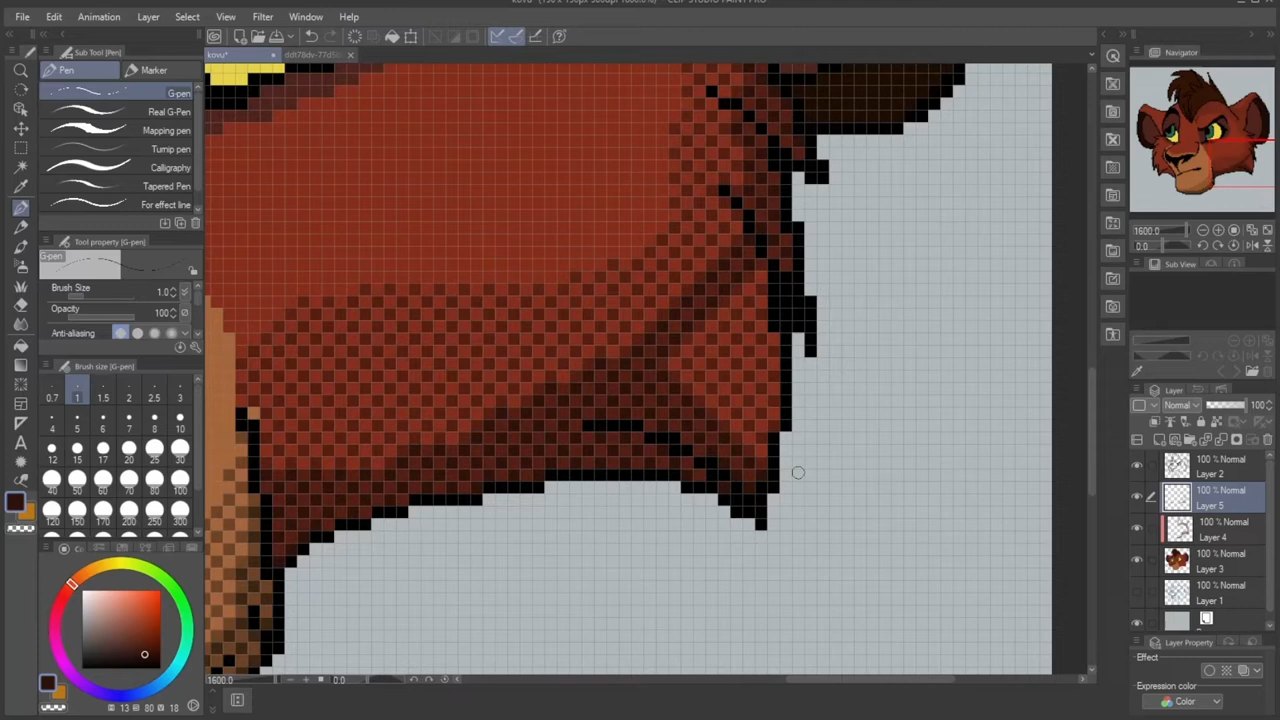 File Edit Animation Layer Select View Filter Window Help
Sub Tool [Pen]
Pen Marker
G-pen
Real G-Pen
Mapping pen
Turnip pen
Calligraphy
Tapered Pen
For effect line
Tool property [G-pen]
G-pen
Brush Size 1.0
Opacity 100
Anti-aliasing
Brush size
0.7 1 1.5 2 2.5 3
4 5 6 7 8 10
12 15 17 20 25 30
40 50 60 70 80 100
120 150 170 200 250 300
13 80 18
kovu*
1600.0 0.0
Navigator
1600.0
0.0
Sub View
Layer
Normal 100
100 % Normal
Layer 2
100 % Normal
Layer 5
100 % Normal
Layer 4
100 % Normal
Layer 3
100 % Normal
Layer 1
Layer Property
Effect
Expression color
Color